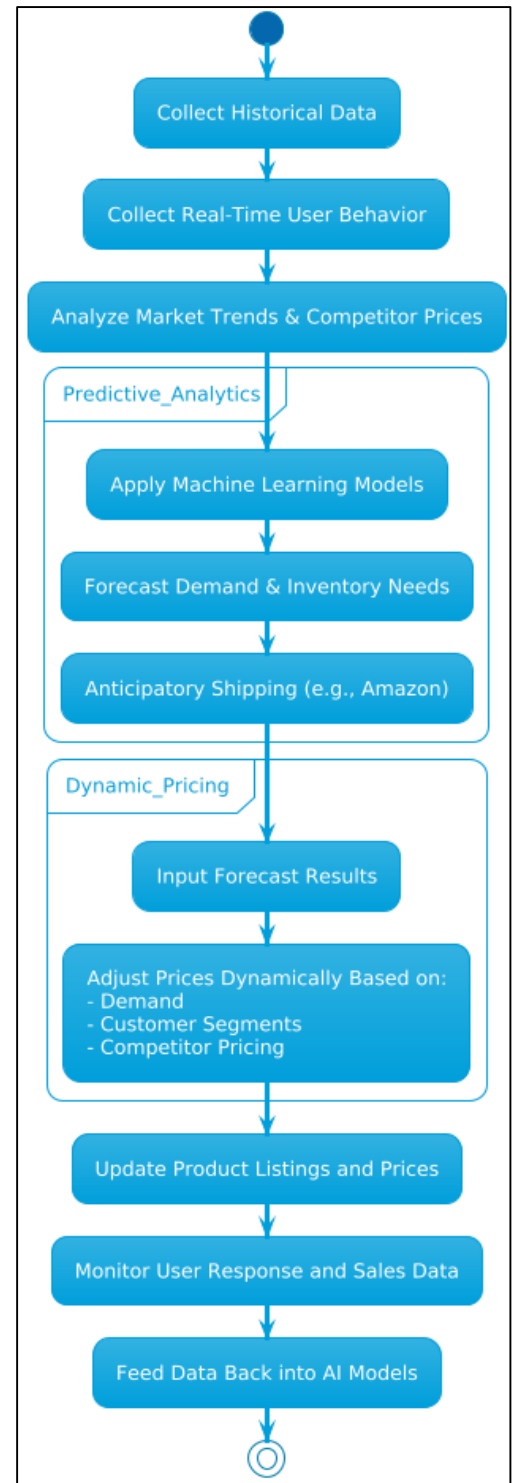 Collect Historical Data
Collect Real-Time User Behavior
Analyze Market Trends & Competitor Prices
Predictive_Analytics
Apply Machine Learning Models
Forecast Demand & Inventory Needs
Anticipatory Shipping (e.g., Amazon)
Dynamic_Pricing
Input Forecast Results
Adjust Prices Dynamically Based on:
- Demand
- Customer Segments
- Competitor Pricing
Update Product Listings and Prices
Monitor User Response and Sales Data
Feed Data Back into AI Models